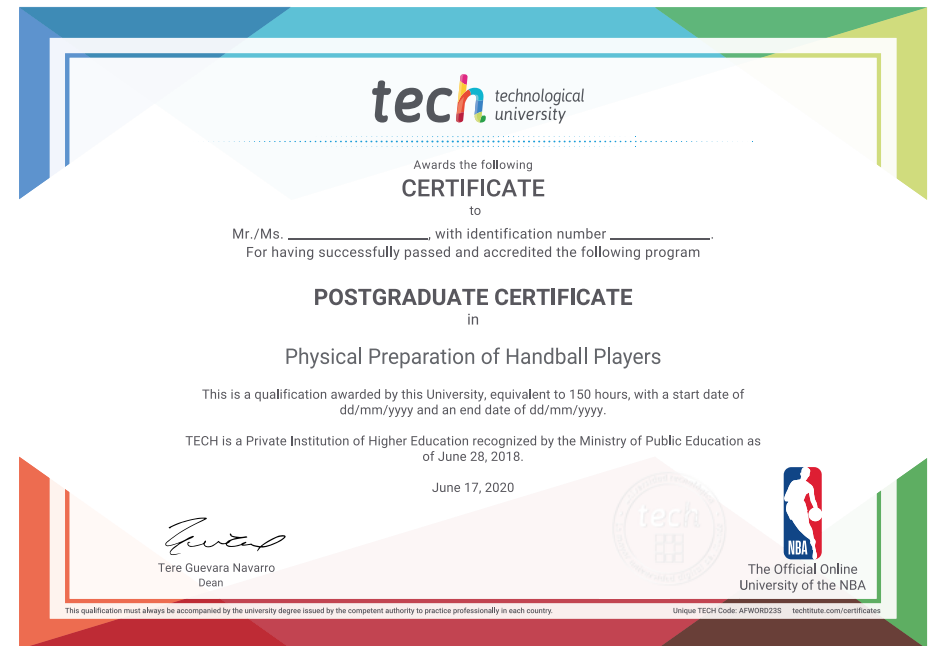 tech technological
university
Awards the following
CERTIFICATE
to
Mr./Ms. ____________, with identification number ____________.
For having successfully passed and accredited the following program
POSTGRADUATE CERTIFICATE
in
Physical Preparation of Handball Players
This is a qualification awarded by this University, equivalent to 150 hours, with a start date of
dd/mm/yyyy and an end date of dd/mm/yyyy.
TECH is a Private Institution of Higher Education recognized by the Ministry of Public Education as
of June 28, 2018.
June 17, 2020
tech
NBA
Tere Guevara Navarro
Dean
The Official Online
University of the NBA
This qualification must always be accompanied by the university degree issued by the competent authority to practice professionally in each country.
Unique TECH Code: AFWORD23S techtitute.com/certificates